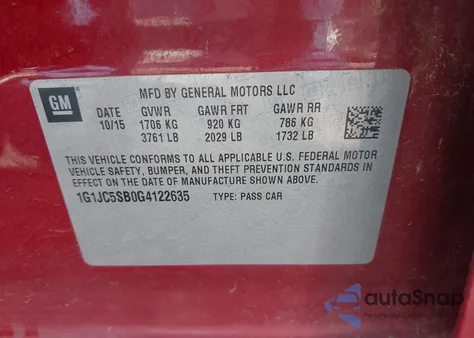 MFD BY GENERAL MOTORS LLC
GM
DATE GVWR GAWR FRT GAWR RR
10/15 1706 KG 920 KG 786 KG
3761 LB 2029 LB 1732 LB
THIS VEHICLE CONFORMS TO ALL APPLICABLE U.S. FEDERAL MOTOR
VEHICLE SAFETY, BUMPER, AND THEFT PREVENTION STANDARDS IN
EFFECT ON THE DATE OF MANUFACTURE SHOWN ABOVE.
1G1JC5SB0G4122635 TYPE: PASS CAR
autoSnap